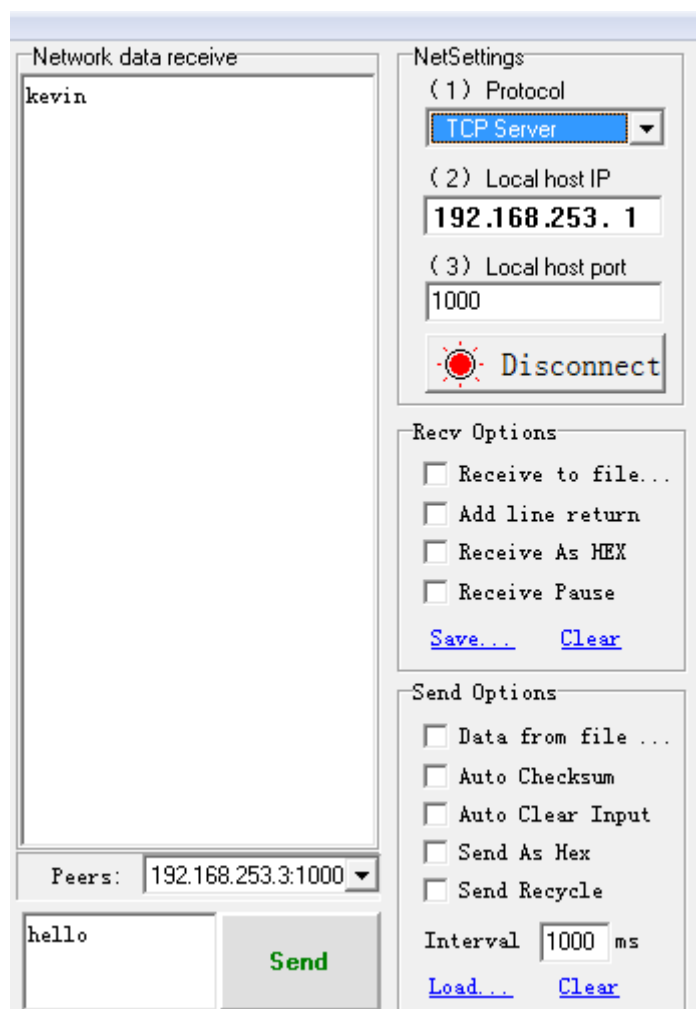 Network data receive
kevin
Peers: 192.168.253.3:1000
hello
Send
NetSettings
(1) Protocol
TCP Server
(2) Local host IP
192.168.253. 1
(3) Local host port
1000
Disconnect
Recv Options
Receive to file...
Add line return
Receive As HEX
Receive Pause
Save... Clear
Send Options
Data from file ...
Auto Checksum
Auto Clear Input
Send As Hex
Send Recycle
Interval 1000 ms
Load... Clear